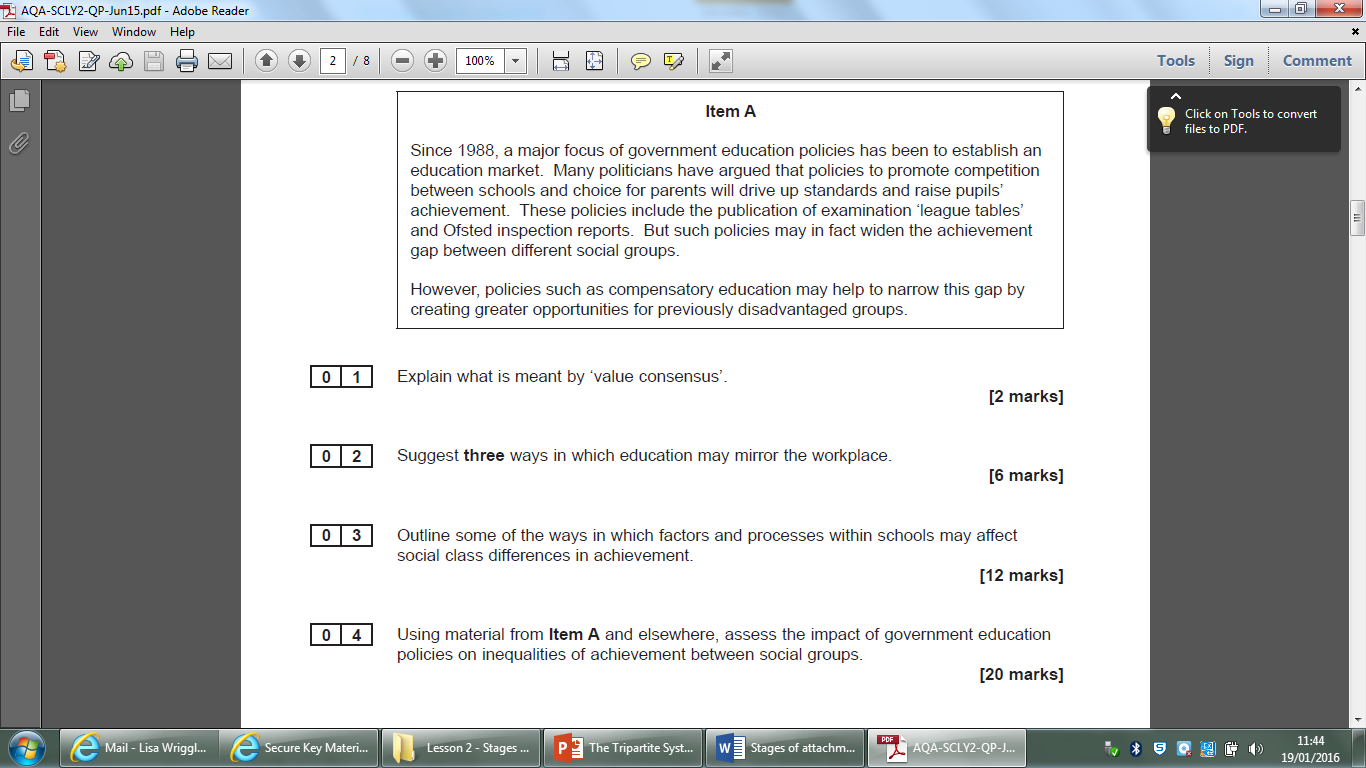 AQA-SCLY2-QP-Jun15.pdf - Adobe Reader
File Edit View Window Help
2 / 8 100% Tools Sign Comment
Click on Tools to convert
files to PDF.
Item A
Since 1988, a major focus of government education policies has been to establish an
education market. Many politicians have argued that policies to promote competition
between schools and choice for parents will drive up standards and raise pupils’
achievement. These policies include the publication of examination ‘league tables’
and Ofsted inspection reports. But such policies may in fact widen the achievement
gap between different social groups.
However, policies such as compensatory education may help to narrow this gap by
creating greater opportunities for previously disadvantaged groups.
0 1 Explain what is meant by ‘value consensus’.
[2 marks]
0 2 Suggest three ways in which education may mirror the workplace.
[6 marks]
0 3 Outline some of the ways in which factors and processes within schools may affect
social class differences in achievement.
[12 marks]
0 4 Using material from Item A and elsewhere, assess the impact of government education
policies on inequalities of achievement between social groups.
[20 marks]
Mail - Lisa Wriggl... Secure Key Materi... Lesson 2 - Stages ... The Tripartite Syst... Stages of attachm... AQA-SCLY2-QP-J... 11:44
19/01/2016